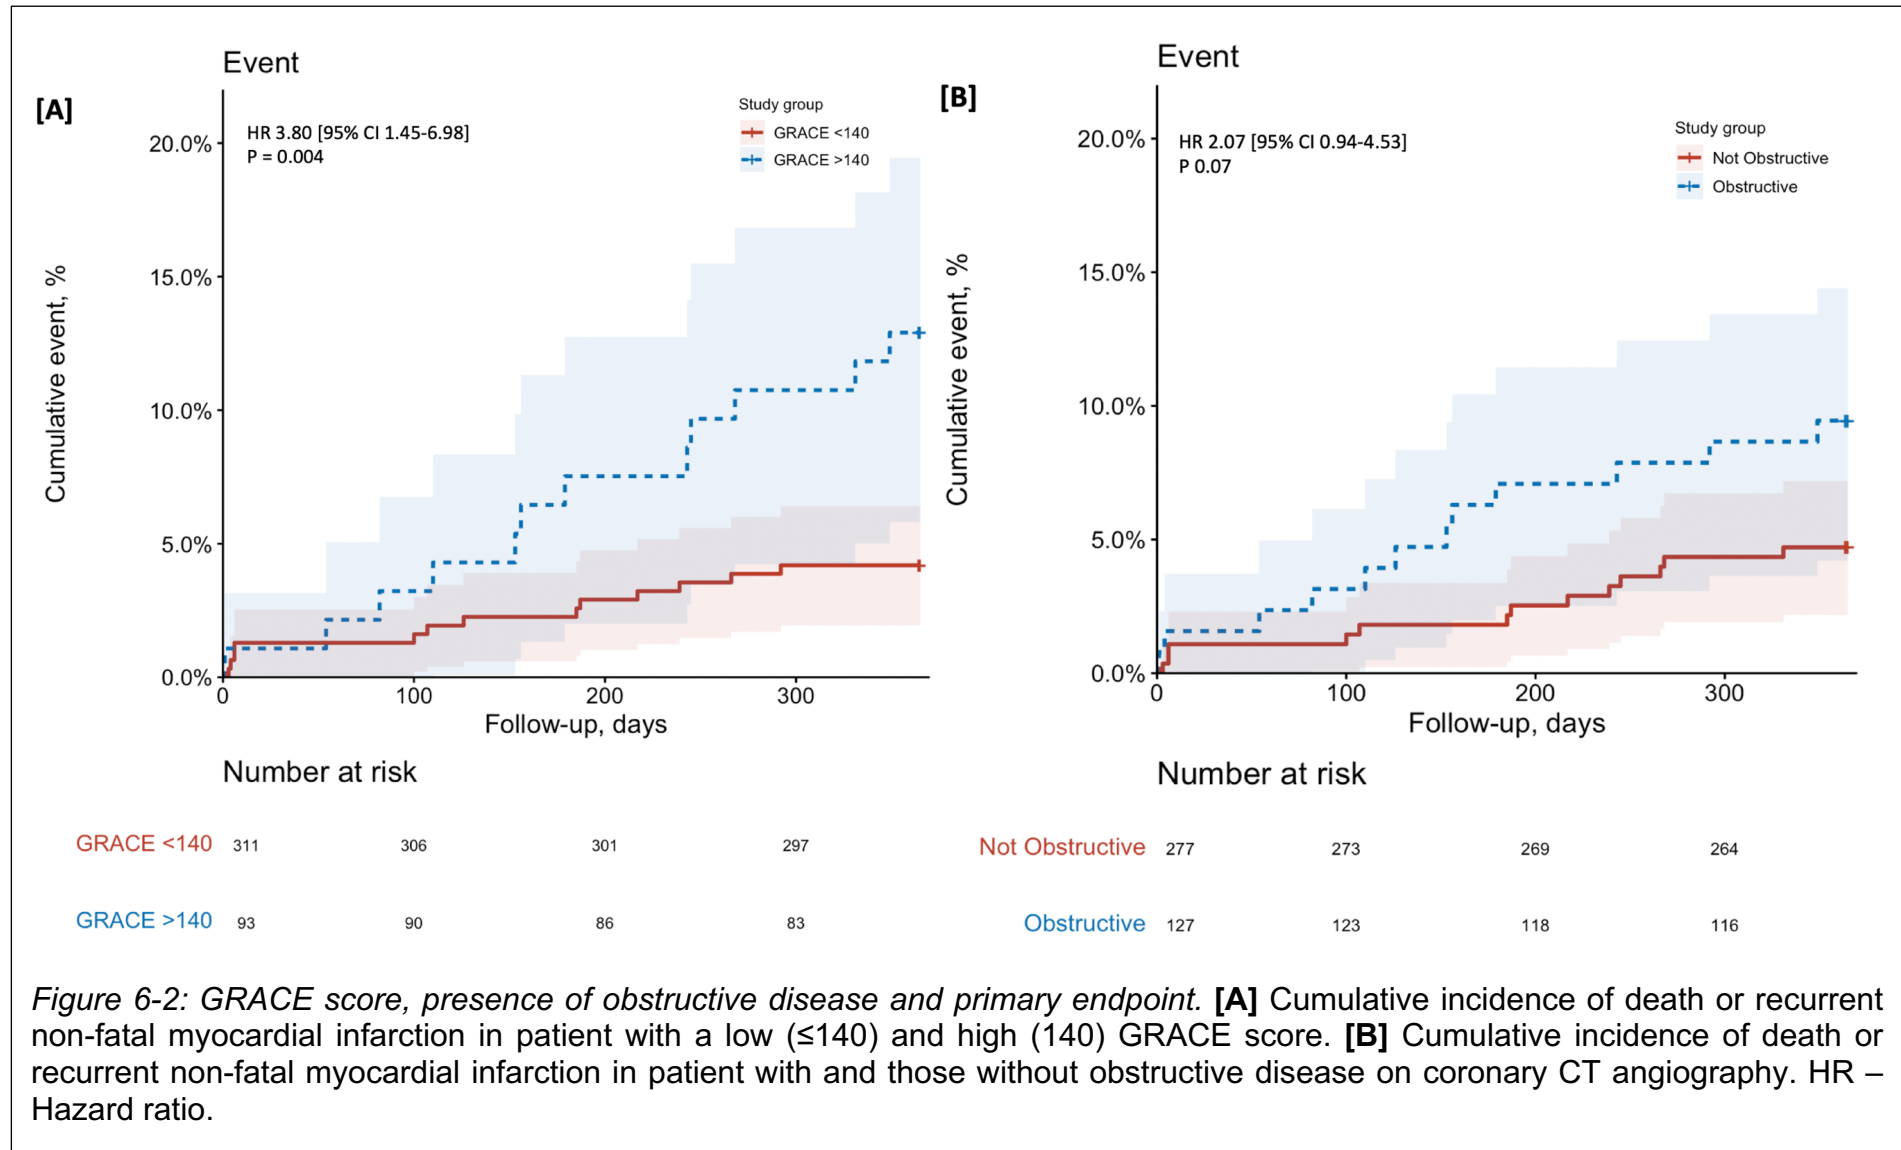 [A]
Event
HR 3.80 [95% CI 1.45-6.98]
P = 0.004
Study group
GRACE <140
GRACE >140
Cumulative event, %
20.0%
15.0%
10.0%
5.0%
0.0%
0
100
200
300
Follow-up, days
Number at risk
GRACE <140 311 306 301 297
GRACE >140 93 90 86 83
[B]
Event
HR 2.07 [95% CI 0.94-4.53]
P 0.07
Study group
Not Obstructive
Obstructive
Cumulative event, %
20.0%
15.0%
10.0%
5.0%
0.0%
0
100
200
300
Follow-up, days
Number at risk
Not Obstructive 277 273 269 264
Obstructive 127 123 118 116
Figure 6-2: GRACE score, presence of obstructive disease and primary endpoint. [A] Cumulative incidence of death or recurrent
non-fatal myocardial infarction in patient with a low (≤140) and high (140) GRACE score. [B] Cumulative incidence of death or
recurrent non-fatal myocardial infarction in patient with and those without obstructive disease on coronary CT angiography. HR –
Hazard ratio.